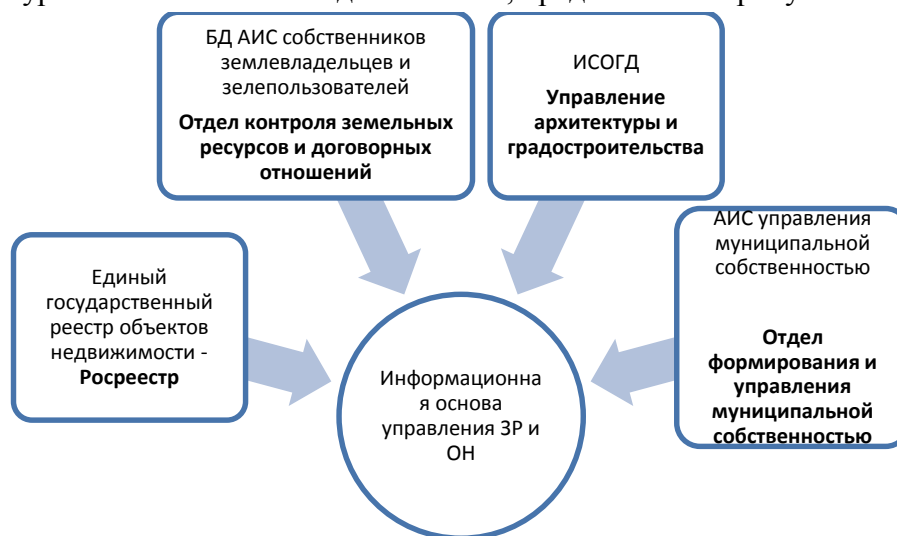 БД АИС собственников
землевладельцев и
зелепользователей
Отдел контроля земельных
ресурсов и договорных
отношений
ИСОГД
Управление
архитектуры и
градостроительства
АИС управления
муниципальной
собственностью
Отдел
формирования и
управления
муниципальной
собственностью
Единый
государственный
реестр объектов
недвижимости -
Росреестр
Информационна
я основа
управления ЗР и
ОН